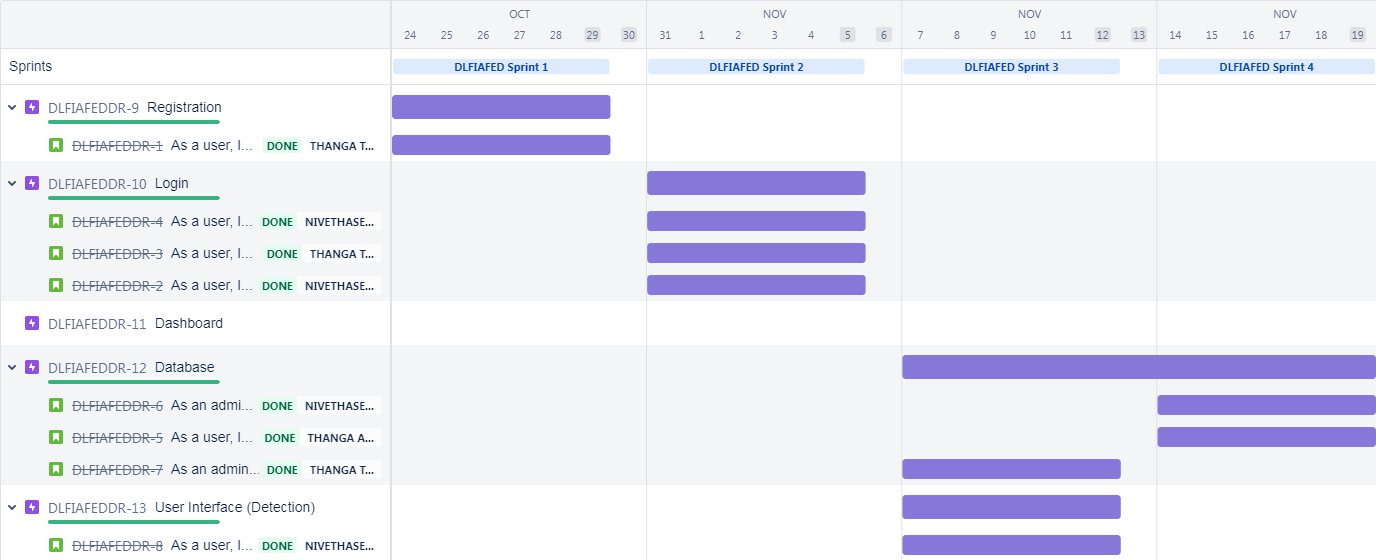 OCT NOV NOV NOV
24 25 26 27 28 29 30 31 1 2 3 4 5 6 7 8 9 10 11 12 13 14 15 16 17 18 19
Sprints DLFIAFED Sprint 1 DLFIAFED Sprint 2 DLFIAFED Sprint 3 DLFIAFED Sprint 4
DLFIAFEDDR-9 Registration
DLFIAFEDDR-1 As a user, I... DONE THANGA T...
DLFIAFEDDR-10 Login
DLFIAFEDDR-4 As a user, I... DONE NIVETHASE...
DLFIAFEDDR-3 As a user, I... DONE THANGA T...
DLFIAFEDDR-2 As a user, I... DONE NIVETHASE...
DLFIAFEDDR-11 Dashboard
DLFIAFEDDR-12 Database
DLFIAFEDDR-6 As an admi... DONE NIVETHASE...
DLFIAFEDDR-5 As a user, I... DONE THANGA A...
DLFIAFEDDR-7 As an admin... DONE THANGA T...
DLFIAFEDDR-13 User Interface (Detection)
DLFIAFEDDR-8 As a user, I... DONE NIVETHASE...